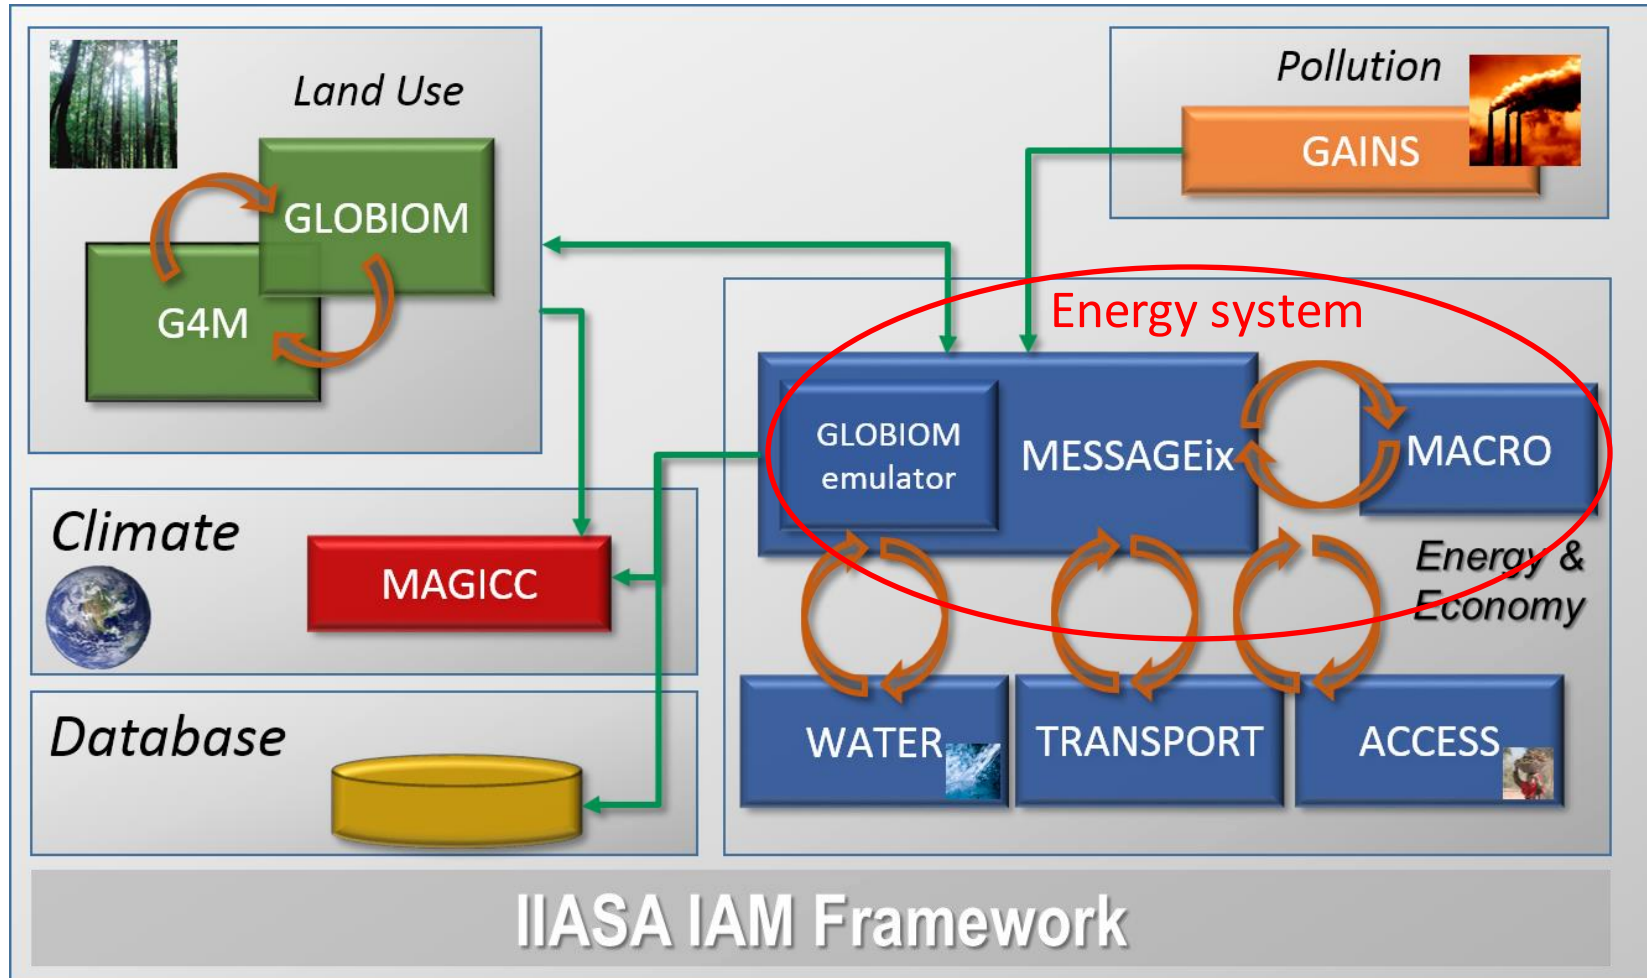 Land Use
GLOBIOM
G4M
Pollution
GAINS
Energy system
GLOBIOM
emulator
MESSAGEix
MACRO
Energy &
Economy
WATER
TRANSPORT
ACCESS
Climate
MAGICC
Database
IIASA IAM Framework